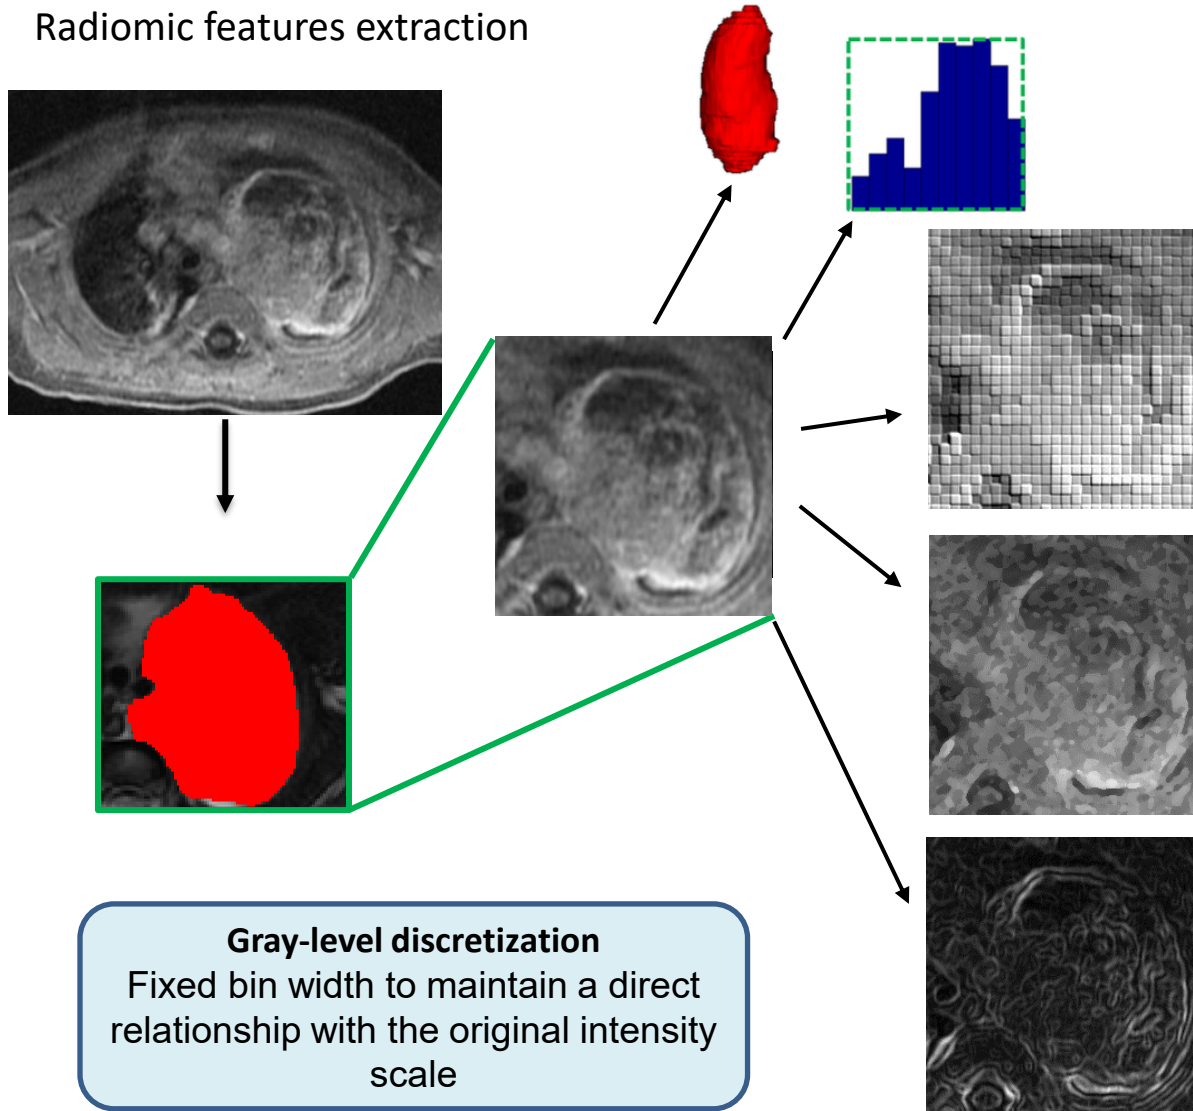 Radiomic features extraction
Gray-level discretization
Fixed bin width to maintain a direct
relationship with the original intensity
scale